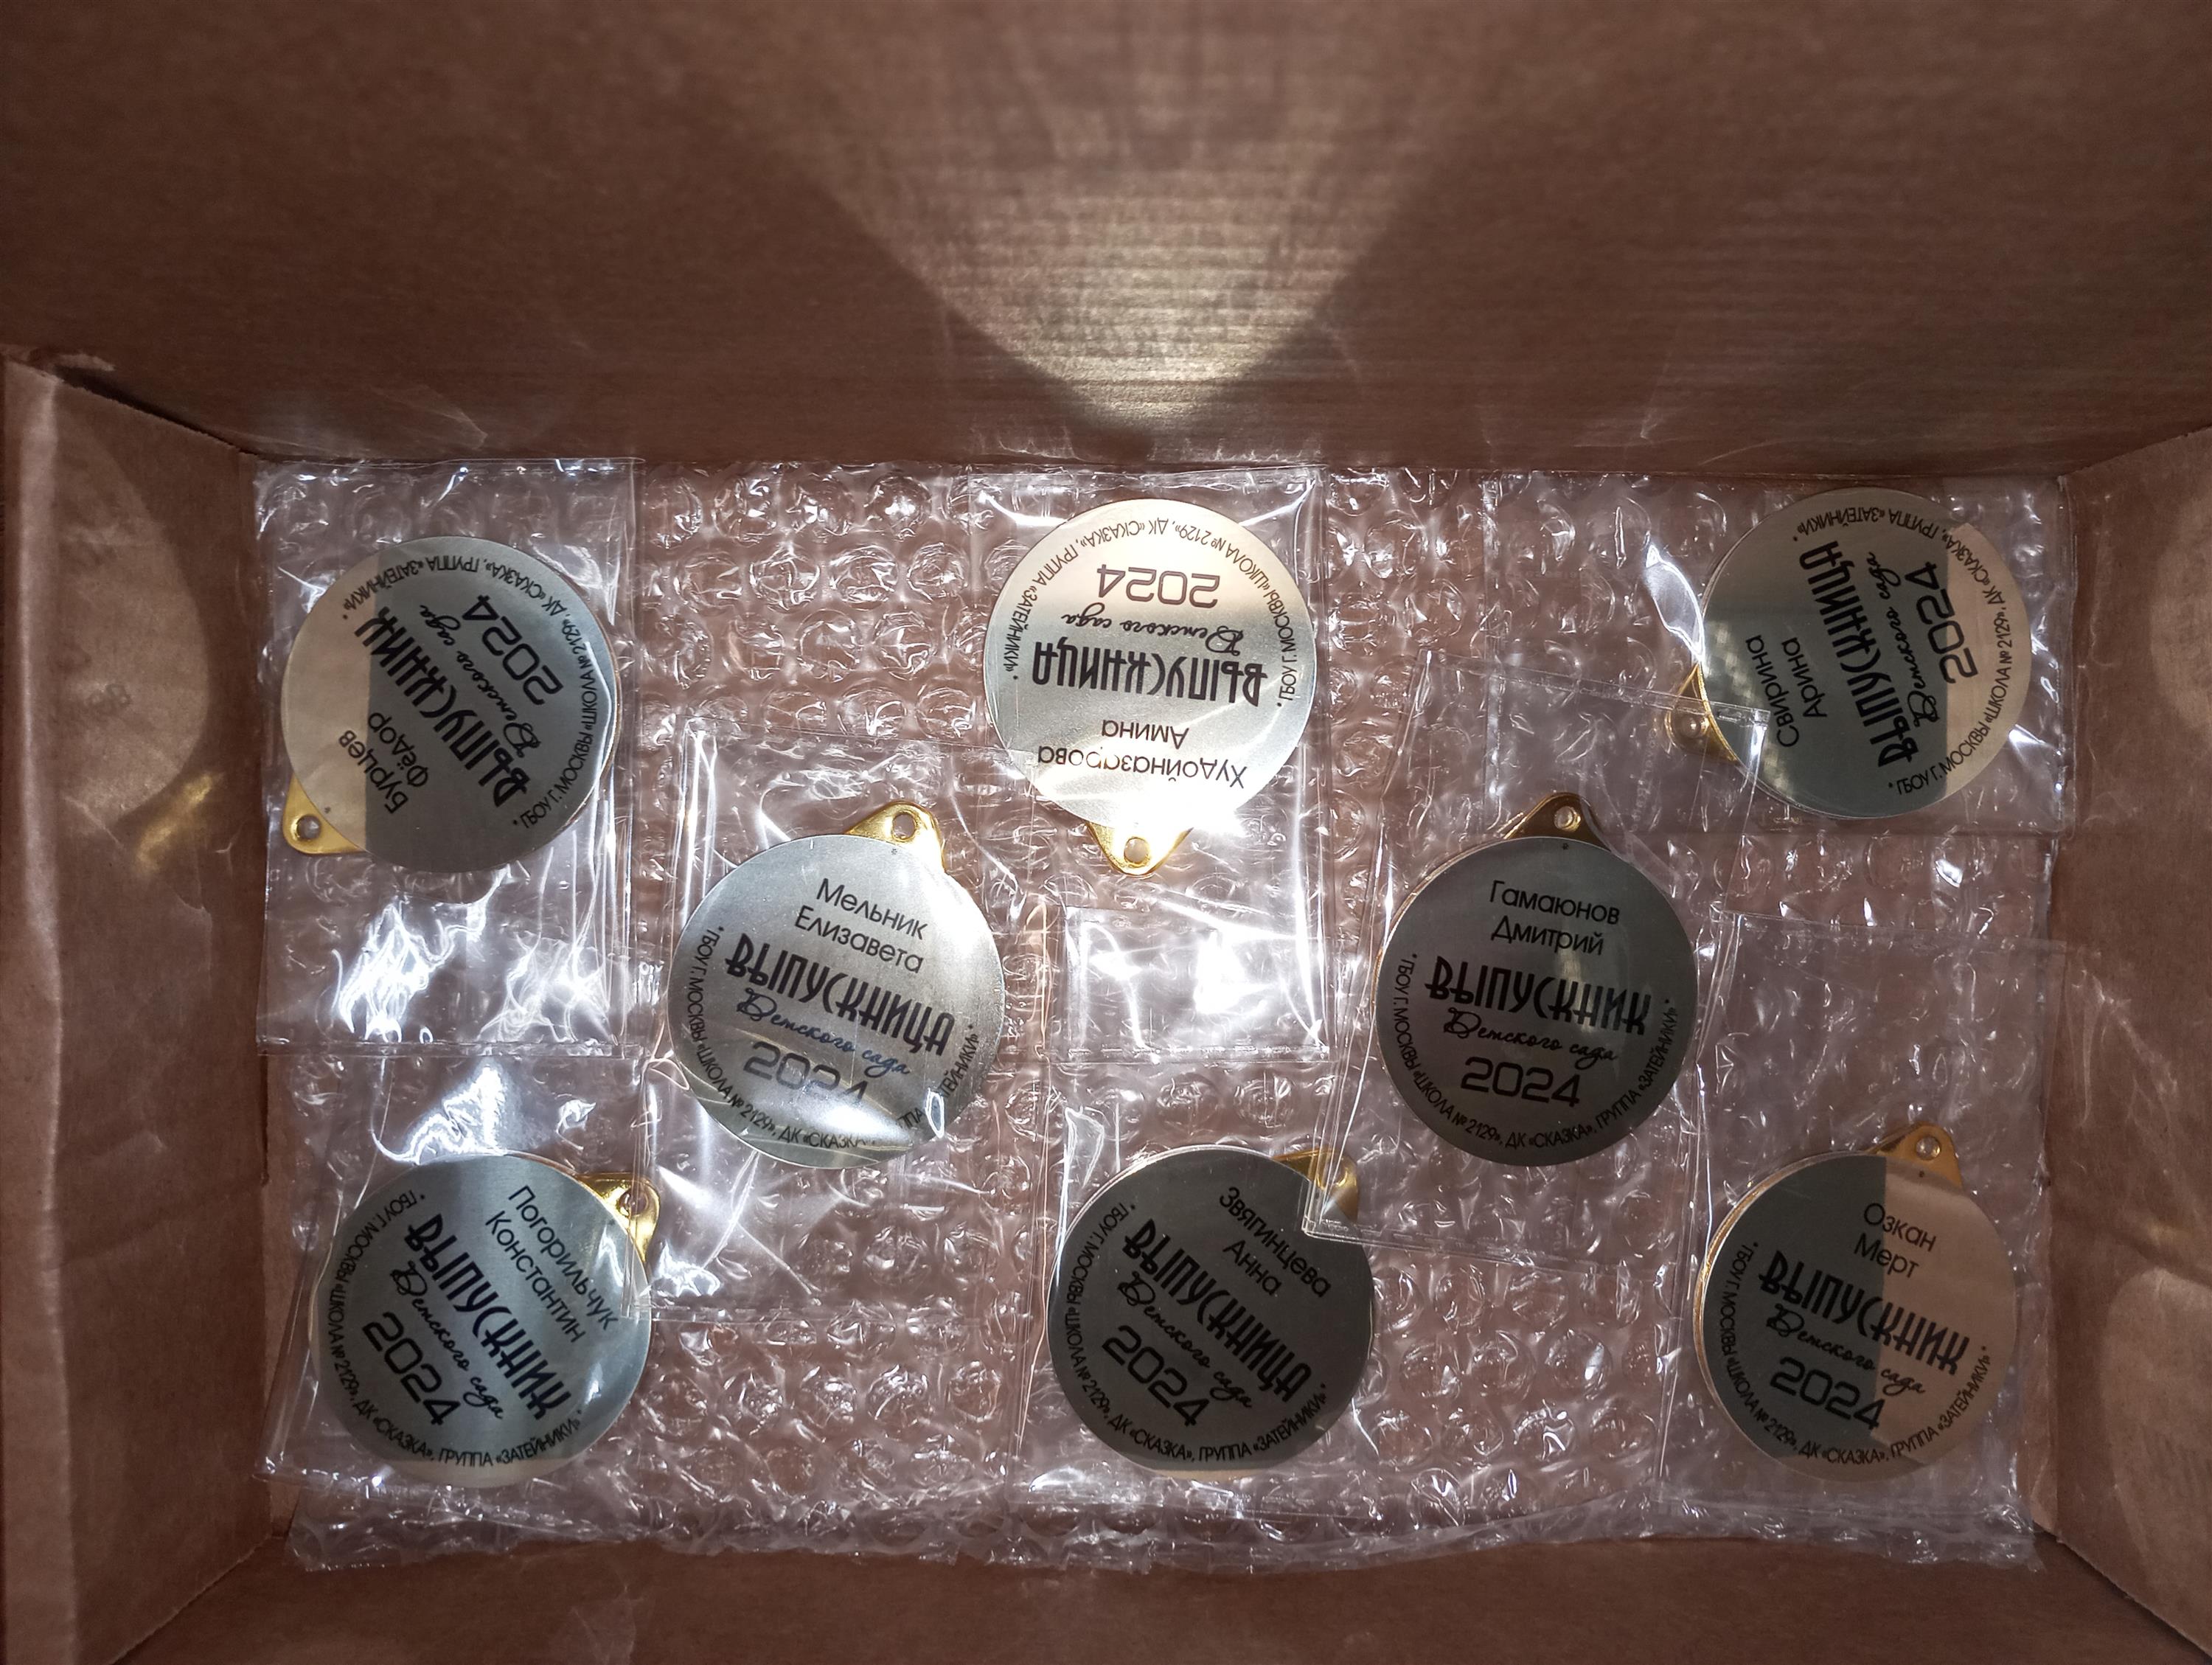 Бурцев
Фёдор
ВЫПУСКНИК
Детского сада
2024
* ГБОУ Г. МОСКВЫ «ШКОЛА № 2129», ДК «СКАЗКА», ГРУППА «ЗАТЕЙНИКИ» *
Худойназарова
Амина
ВЫПУСКНИЦА
Детского сада
2024
* ГБОУ Г. МОСКВЫ «ШКОЛА № 2129», ДК «СКАЗКА», ГРУППА «ЗАТЕЙНИКИ» *
Свирина
Арина
ВЫПУСКНИЦА
Детского сада
2024
* ГБОУ Г. МОСКВЫ «ШКОЛА № 2129», ДК «СКАЗКА», ГРУППА «ЗАТЕЙНИКИ» *
Мельник
Елизавета
ВЫПУСКНИЦА
Детского сада
2024
* ГБОУ Г. МОСКВЫ «ШКОЛА № 2129», ДК «СКАЗКА», ГРУППА «ЗАТЕЙНИКИ» *
Гамаюнов
Дмитрий
ВЫПУСКНИК
Детского сада
2024
* ГБОУ Г. МОСКВЫ «ШКОЛА № 2129», ДК «СКАЗКА», ГРУППА «ЗАТЕЙНИКИ» *
Погорильчук
Константин
ВЫПУСКНИК
Детского сада
2024
* ГБОУ Г. МОСКВЫ «ШКОЛА № 2129», ДК «СКАЗКА», ГРУППА «ЗАТЕЙНИКИ» *
Звягинцева
Анна
ВЫПУСКНИЦА
Детского сада
2024
* ГБОУ Г. МОСКВЫ «ШКОЛА № 2129», ДК «СКАЗКА», ГРУППА «ЗАТЕЙНИКИ» *
Озкан
Мерт
ВЫПУСКНИК
Детского сада
2024
* ГБОУ Г. МОСКВЫ «ШКОЛА № 2129», ДК «СКАЗКА», ГРУППА «ЗАТЕЙНИКИ» *